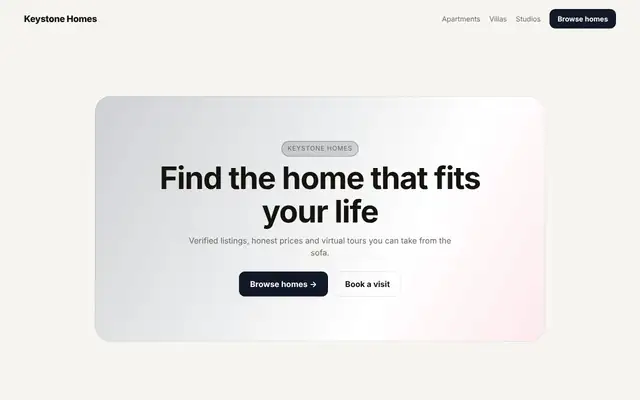 Keystone Homes
Apartments
Villas
Studios
Browse homes
KEYSTONE HOMES
Find the home that fits
your life
Verified listings, honest prices and virtual tours you can take from the
sofa.
Browse homes →
Book a visit